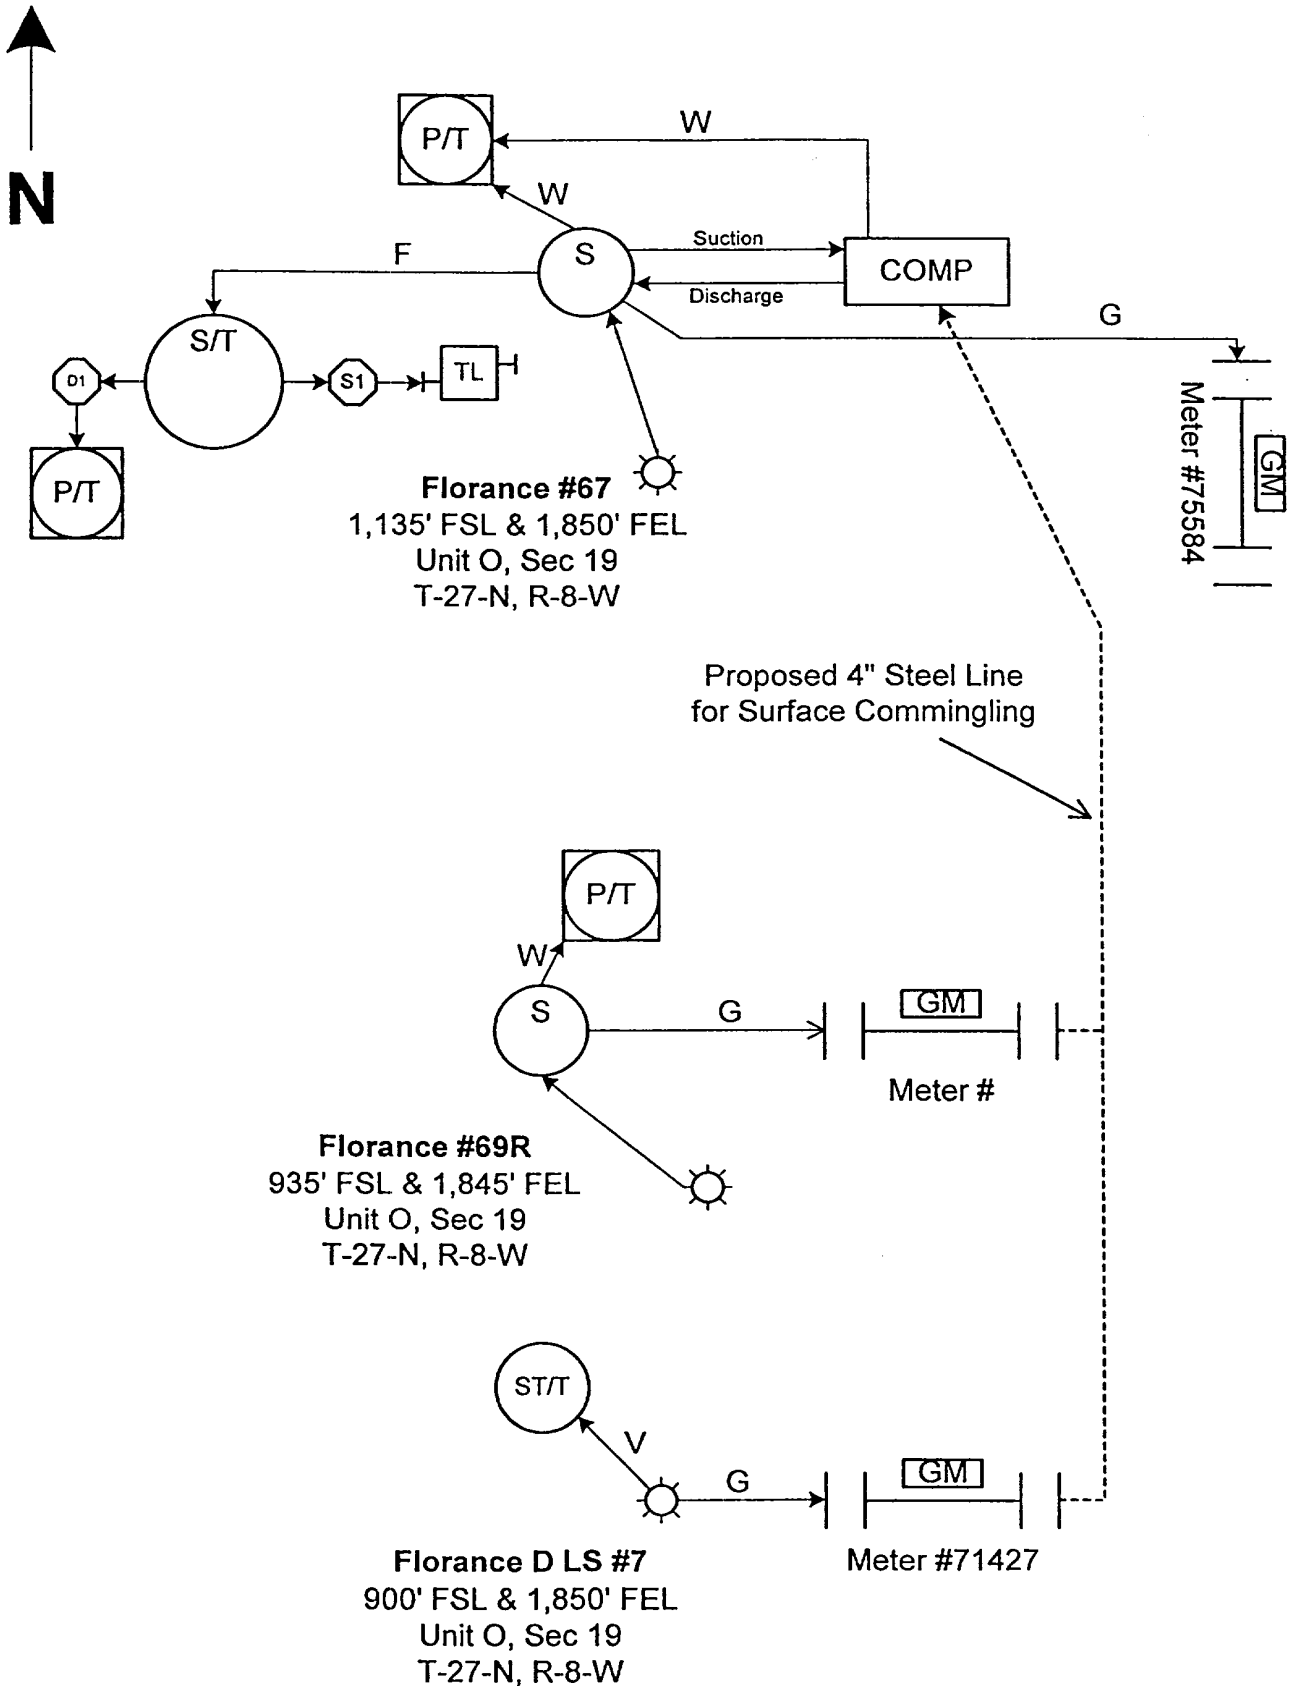 N
P/T
W
W
S
Suction
Discharge
COMP
F
G
S/T
D1
S1
TL
P/T
Meter #75584
GM
Florance #67
1,135' FSL & 1,850' FEL
Unit O, Sec 19
T-27-N, R-8-W
Proposed 4" Steel Line
for Surface Commingling
P/T
W
S
G
GM
Meter #
Florance #69R
935' FSL & 1,845' FEL
Unit O, Sec 19
T-27-N, R-8-W
ST/T
V
G
GM
Meter #71427
Florance D LS #7
900' FSL & 1,850' FEL
Unit O, Sec 19
T-27-N, R-8-W